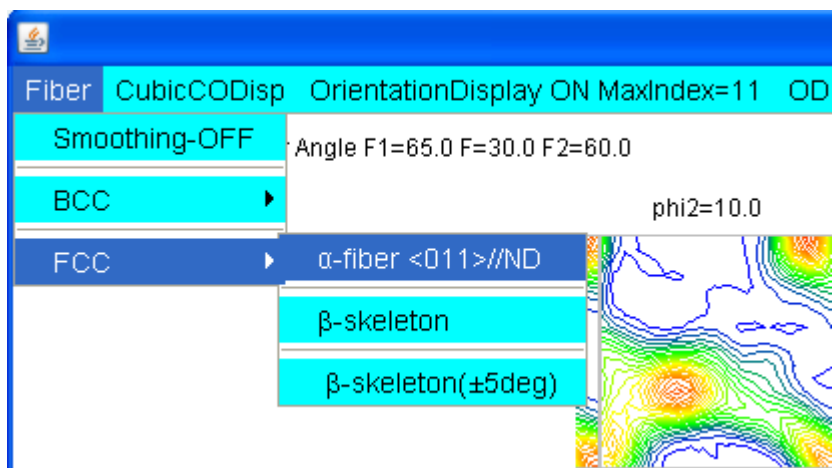 Fiber CubicCODisp OrientationDisplay ON MaxIndex=11 OD
Smoothing-OFF
Angle F1=65.0 F=30.0 F2=60.0
BCC
phi2=10.0
FCC
α-fiber <011>//ND
β-skeleton
β-skeleton(±5deg)